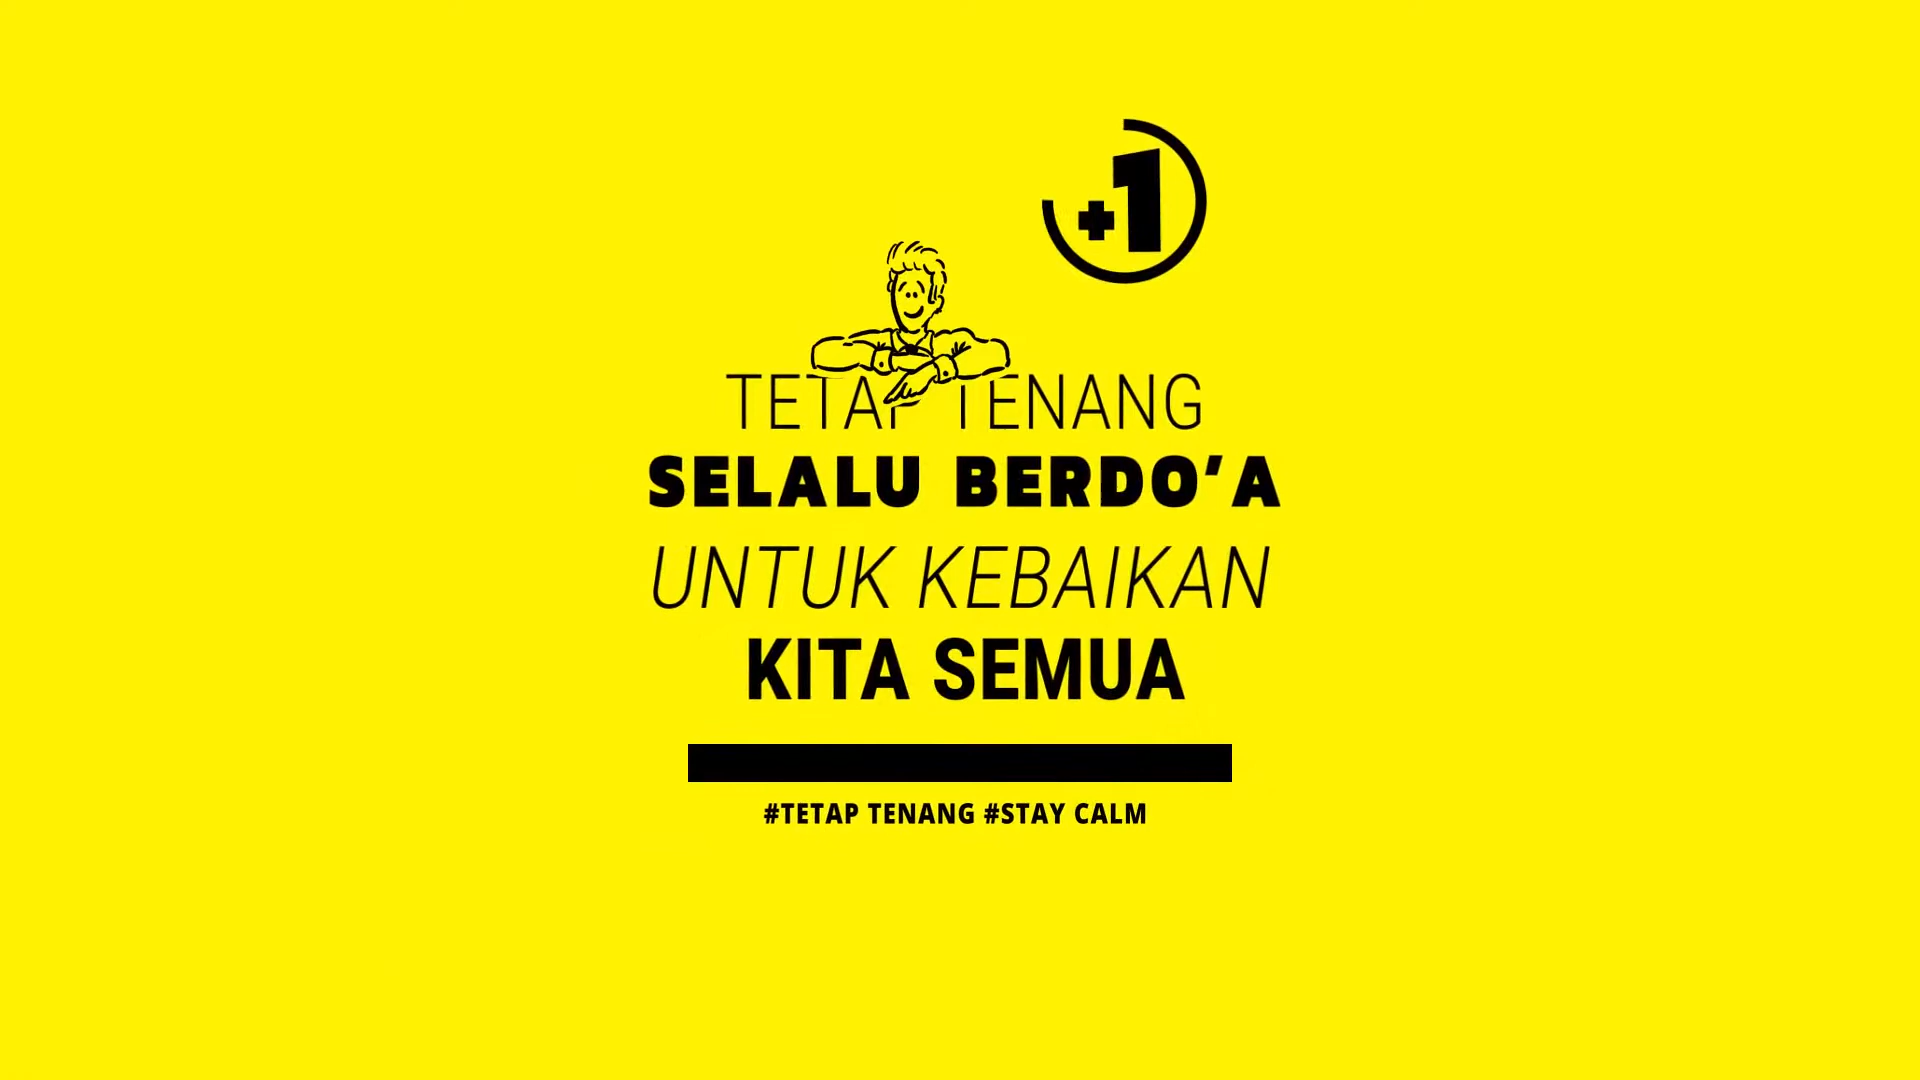 +1
TETAP TENANG
SELALU BERDO’A
UNTUK KEBAIKAN
KITA SEMUA
#TETAP TENANG #STAY CALM